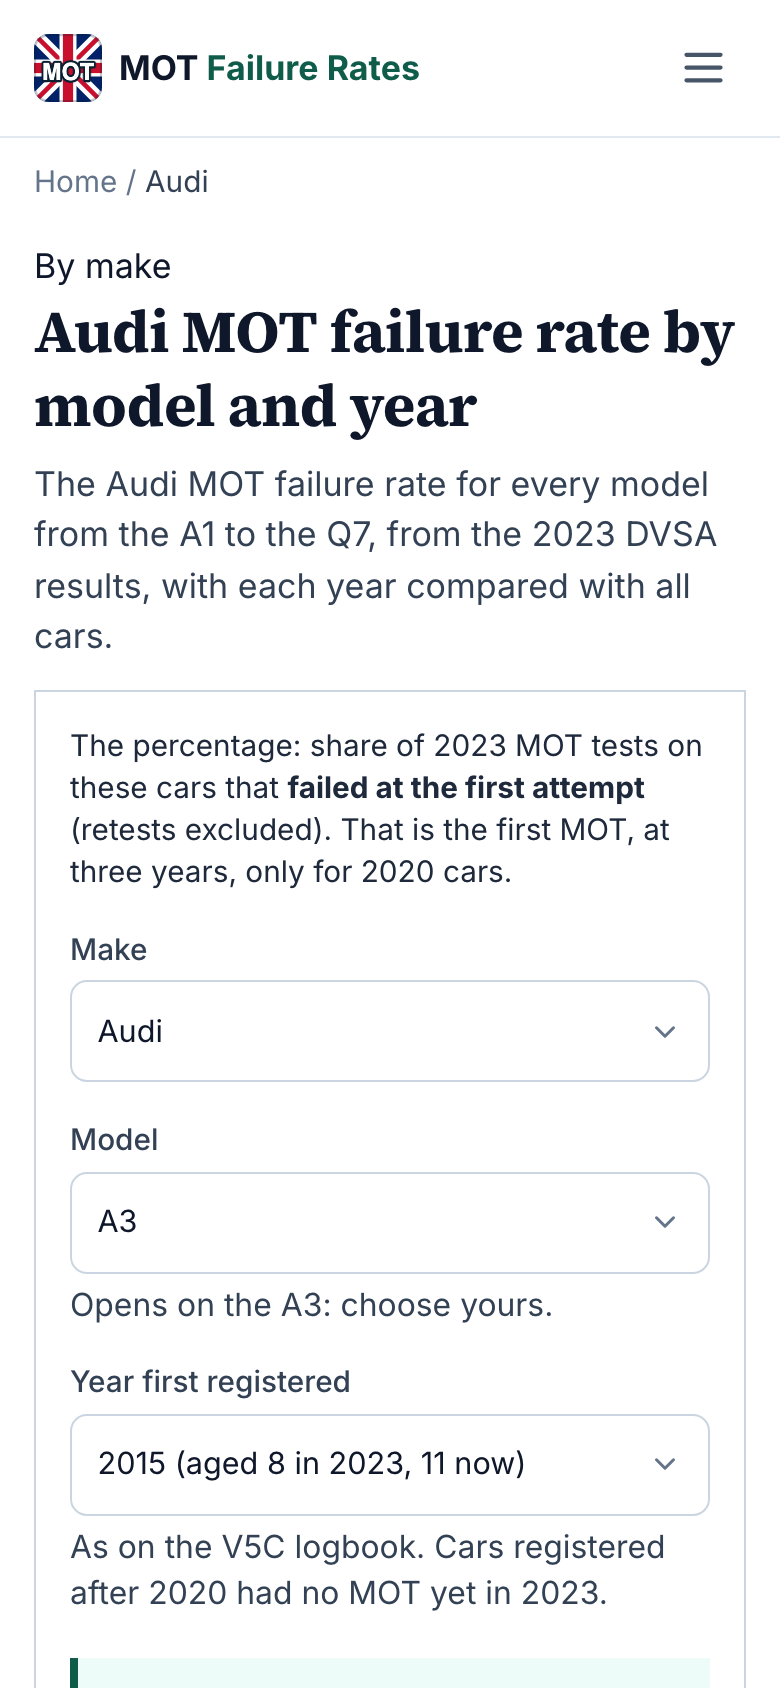 MOT
MOT Failure Rates
Home / Audi
By make
Audi MOT failure rate by
model and year
The Audi MOT failure rate for every model
from the A1 to the Q7, from the 2023 DVSA
results, with each year compared with all
cars.
The percentage: share of 2023 MOT tests on
these cars that failed at the first attempt
(retests excluded). That is the first MOT, at
three years, only for 2020 cars.
Make
Audi
Model
A3
Opens on the A3: choose yours.
Year first registered
2015 (aged 8 in 2023, 11 now)
As on the V5C logbook. Cars registered
after 2020 had no MOT yet in 2023.